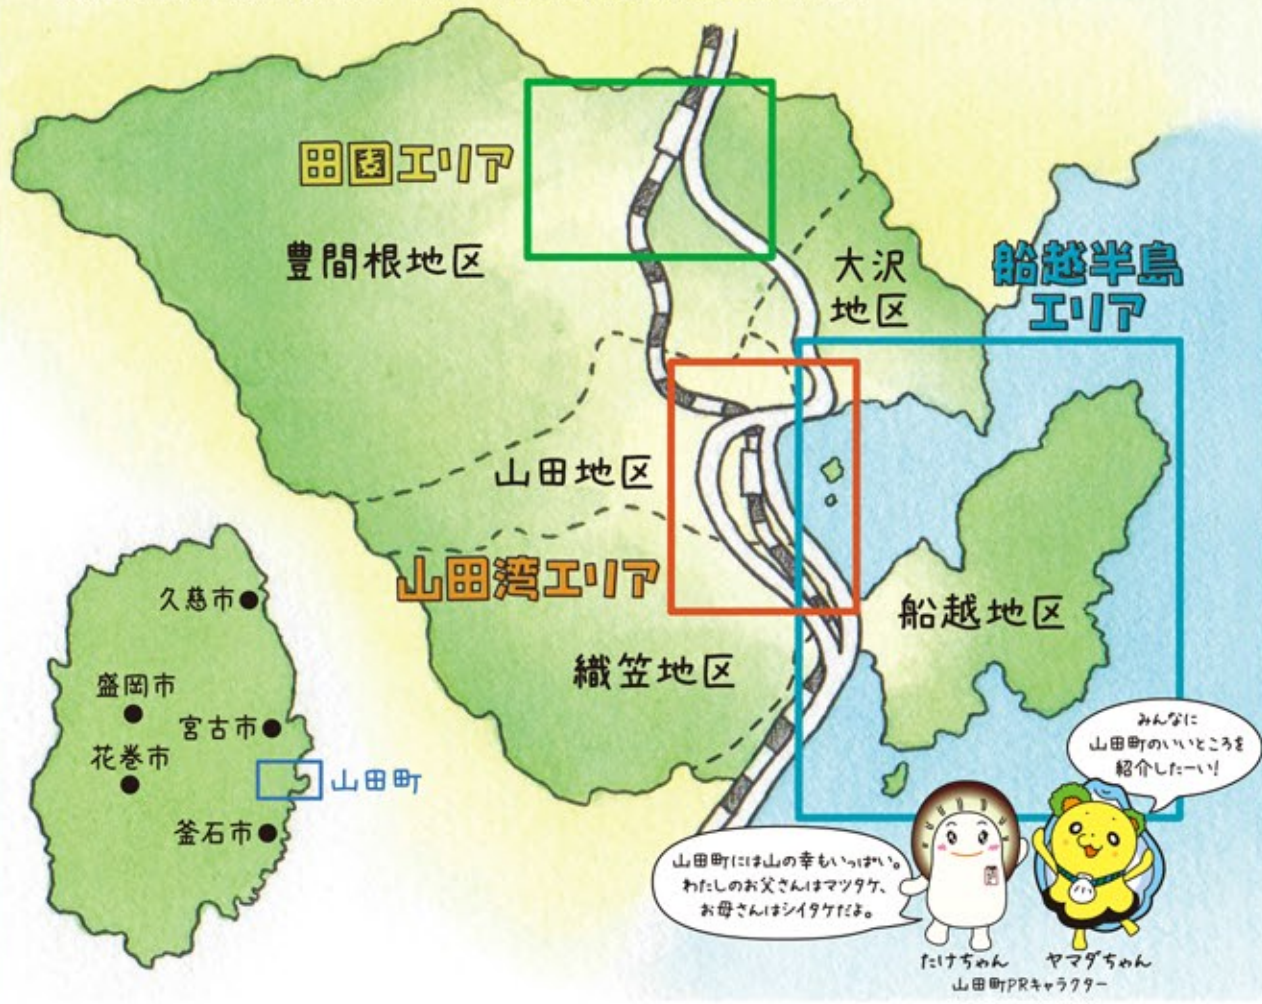 田園エリア
豊間根地区
大沢
地区
船越半島
エリア
山田地区
山田湾エリア
船越地区
織笠地区
久慈市
盛岡市
宮古市
花巻市
山田町
釜石市
みんなに
山田町のいいところを
紹介したーい!
山田町には山の幸もいっぱい。
わたしのお父さんはマツタケ、
お母さんはシイタケだよ。
たけちゃん
ヤマダちゃん
山田町PRキャラクター